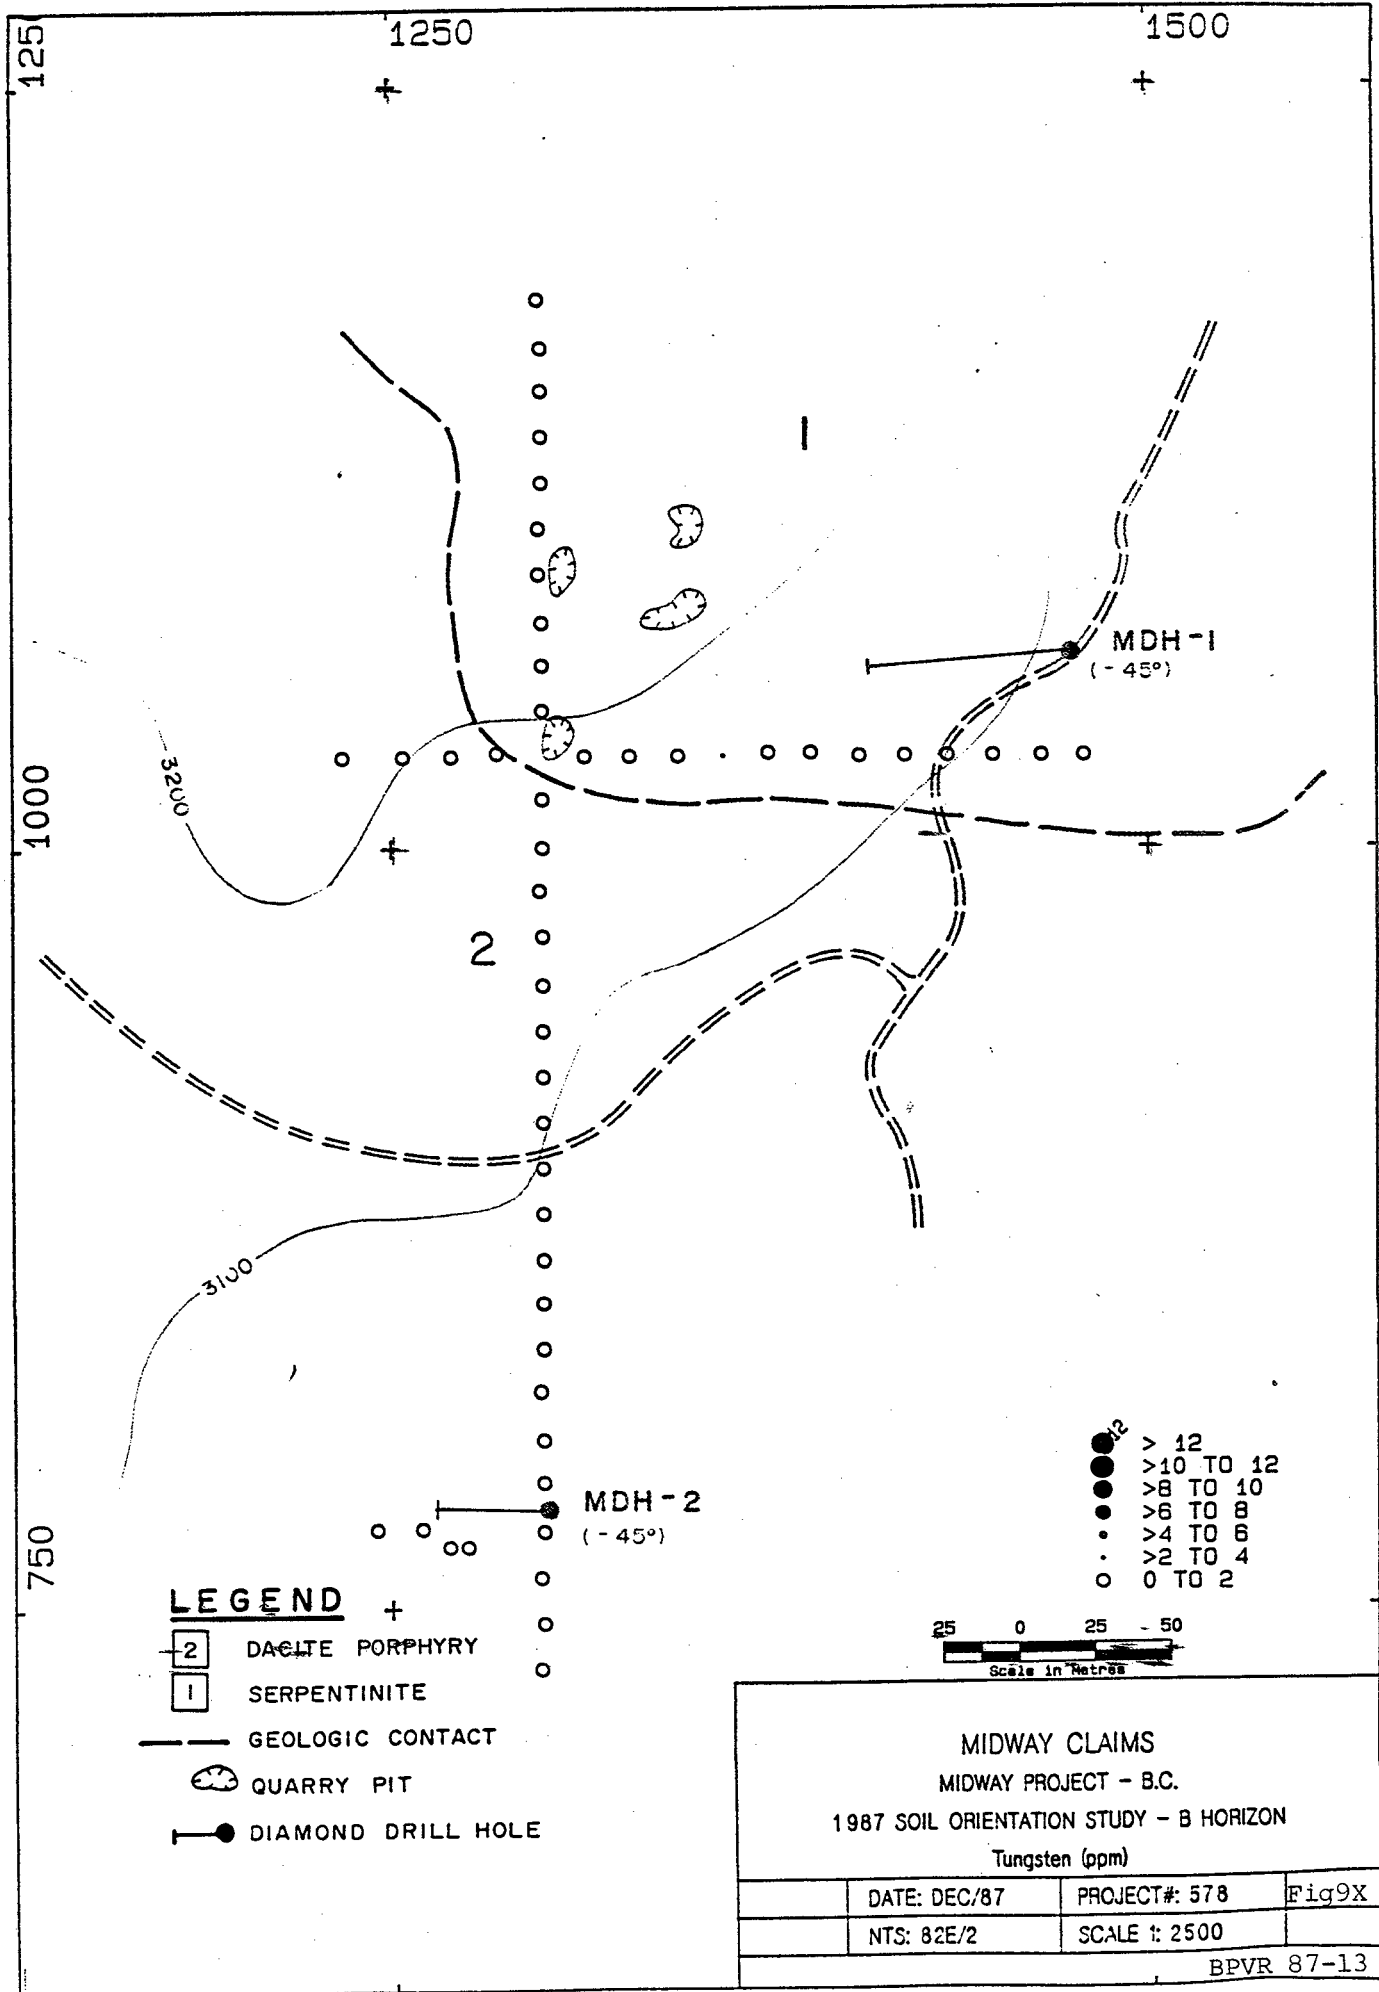 1250
1500
125
1
MDH-1
(-45°)
3200
1000
2
3100
MDH-2
(-45°)
750
12
> 12
>10 TO 12
>8 TO 10
>6 TO 8
>4 TO 6
>2 TO 4
0 TO 2
25 0 25 50
Scale in Metres
LEGEND
2 DACITE PORPHYRY
1 SERPENTINITE
GEOLOGIC CONTACT
QUARRY PIT
DIAMOND DRILL HOLE
MIDWAY CLAIMS
MIDWAY PROJECT - B.C.
1987 SOIL ORIENTATION STUDY - B HORIZON
Tungsten (ppm)
DATE: DEC/87 PROJECT#: 578 Fig9X
NTS: 82E/2 SCALE 1: 2500
BPVR 87-13